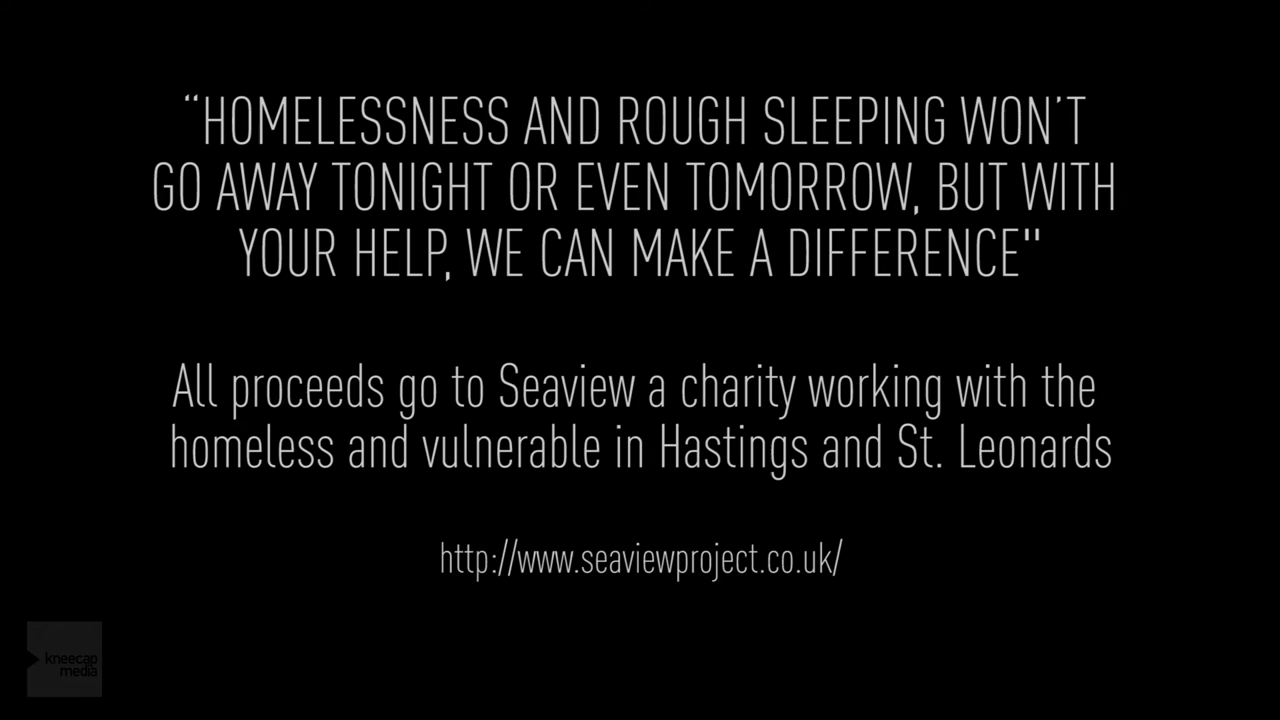 “HOMELESSNESS AND ROUGH SLEEPING WON’T
GO AWAY TONIGHT OR EVEN TOMORROW, BUT WITH
YOUR HELP, WE CAN MAKE A DIFFERENCE"
All proceeds go to Seaview a charity working with the
homeless and vulnerable in Hastings and St. Leonards
http://www.seaviewproject.co.uk/
kneecap
media